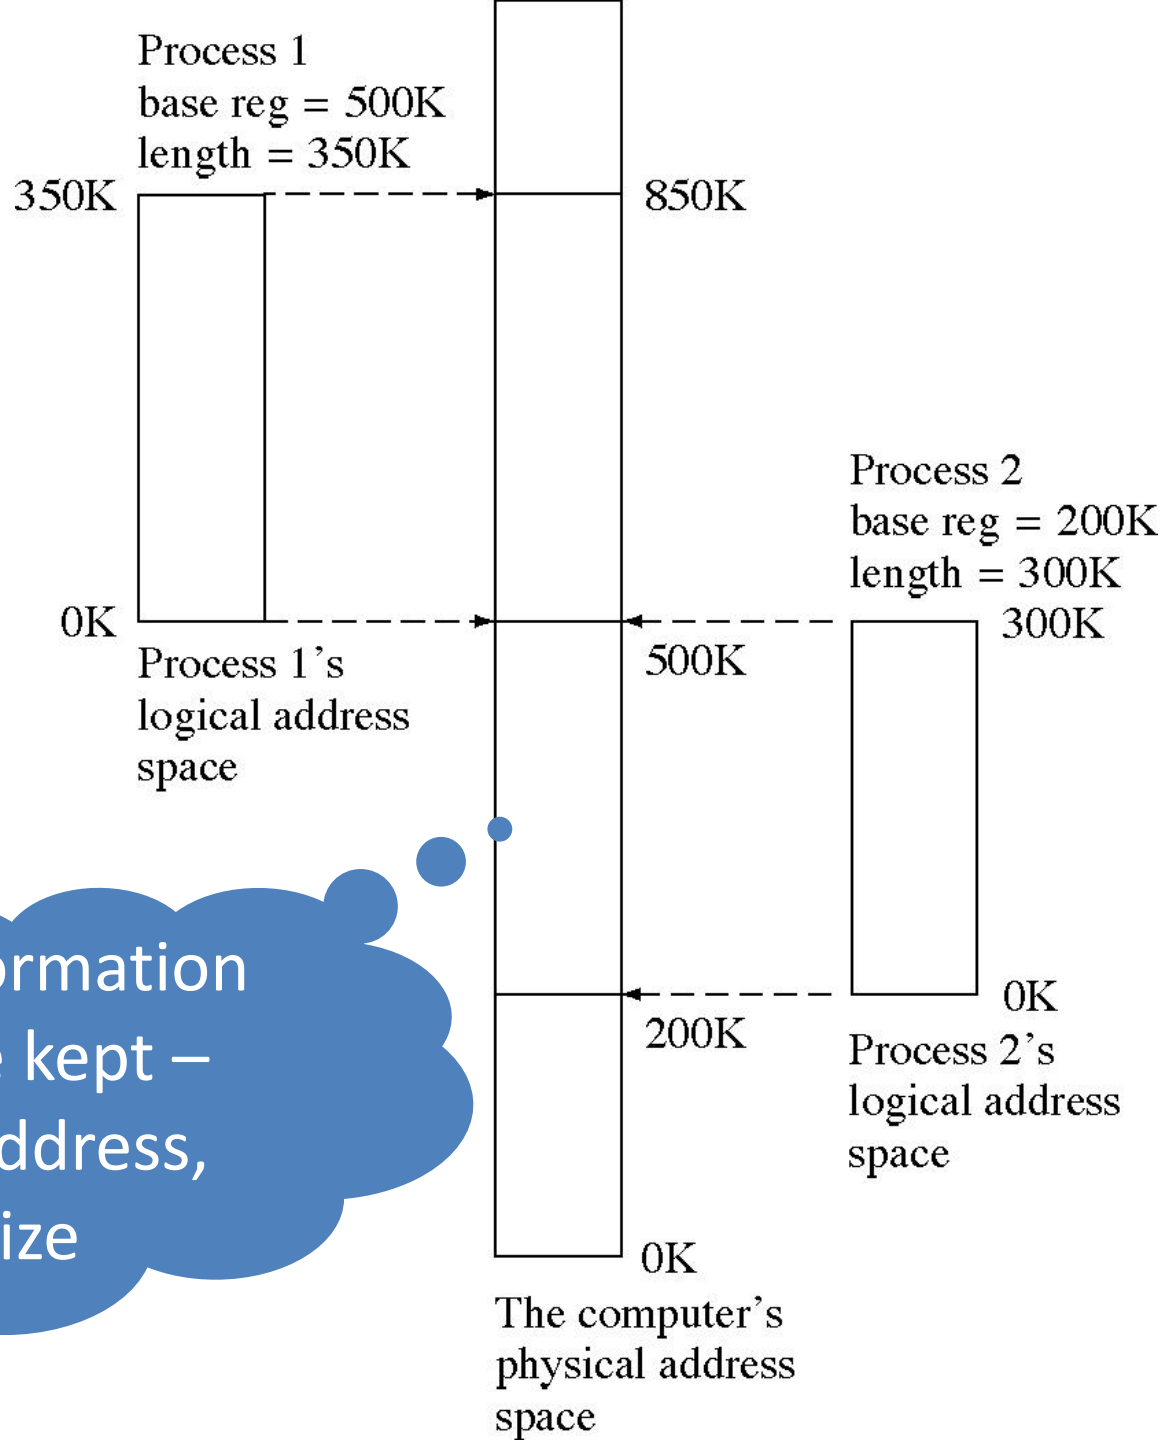 Process 1
base reg = 500K
length = 350K
350K
850K
Process 2
base reg = 200K
length = 300K
0K
500K
300K
Process 1's
logical address
space
ormation
kept –
ddress,
ize
200K
0K
Process 2's
logical address
space
0K
The computer's
physical address
space